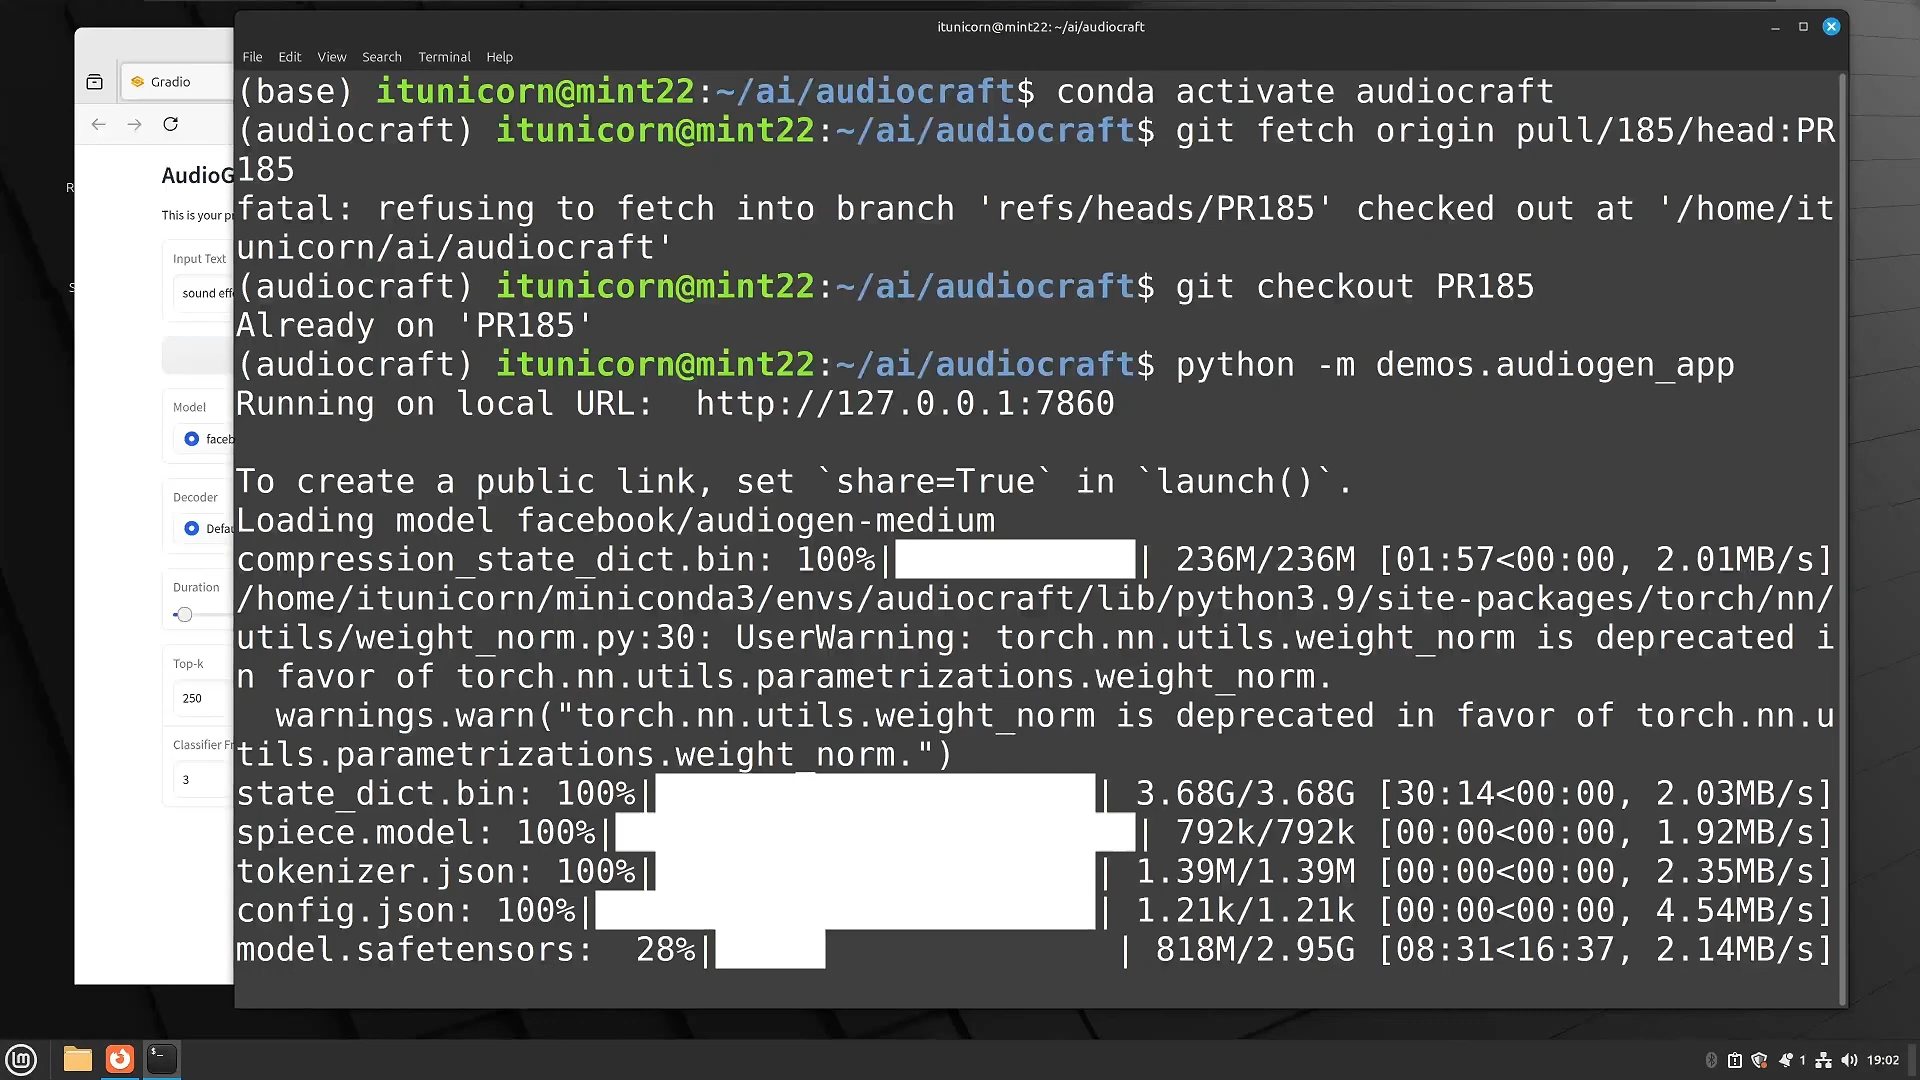 itunicorn@mint22: ~/ai/audiocraft
File Edit View Search Terminal Help
(base) itunicorn@mint22:~/ai/audiocraft$ conda activate audiocraft
(audiocraft) itunicorn@mint22:~/ai/audiocraft$ git fetch origin pull/185/head:PR
185
fatal: refusing to fetch into branch 'refs/heads/PR185' checked out at '/home/it
unicorn/ai/audiocraft'
(audiocraft) itunicorn@mint22:~/ai/audiocraft$ git checkout PR185
Already on 'PR185'
(audiocraft) itunicorn@mint22:~/ai/audiocraft$ python -m demos.audiogen_app
Running on local URL:  http://127.0.0.1:7860
To create a public link, set `share=True` in `launch()`.
Loading model facebook/audiogen-medium
compression_state_dict.bin: 100%| | 236M/236M [01:57<00:00, 2.01MB/s]
/home/itunicorn/miniconda3/envs/audiocraft/lib/python3.9/site-packages/torch/nn/
utils/weight_norm.py:30: UserWarning: torch.nn.utils.weight_norm is deprecated i
n favor of torch.nn.utils.parametrizations.weight_norm.
warnings.warn("torch.nn.utils.weight_norm is deprecated in favor of torch.nn.u
tils.parametrizations.weight_norm.")
state_dict.bin: 100%| | 3.68G/3.68G [30:14<00:00, 2.03MB/s]
spiece.model: 100%| | 792k/792k [00:00<00:00, 1.92MB/s]
tokenizer.json: 100%| | 1.39M/1.39M [00:00<00:00, 2.35MB/s]
config.json: 100%| | 1.21k/1.21k [00:00<00:00, 4.54MB/s]
model.safetensors:  28%| | 818M/2.95G [08:31<16:37, 2.14MB/s]
Gradio
AudioG
This is your pr
Input Text
sound effe
Model
faceb
Decoder
Defau
Duration
Top-k
250
Classifier Fr
3
R
S
1 19:02